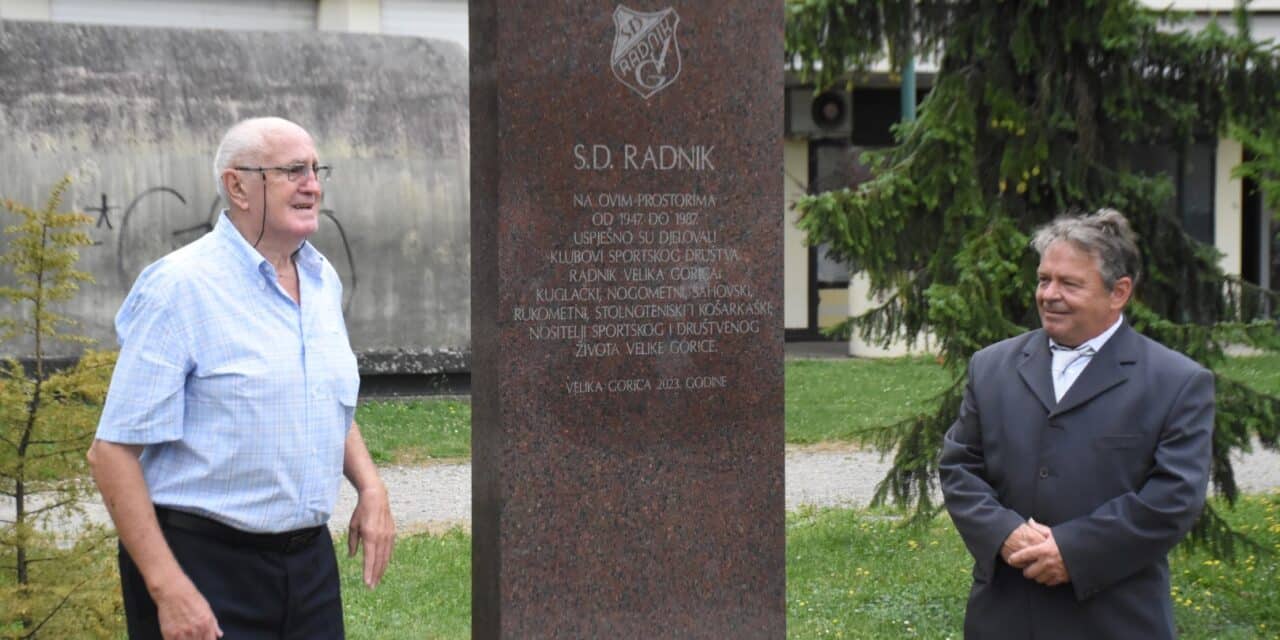 S.D.
RADNIK
VG
S.D. RADNIK
NA OVIM PROSTORIMA
OD 1947. DO 1987.
USPJEŠNO SU DJELOVALI
KLUBOVI SPORTSKOG DRUŠTVA
RADNIK VELIKA GORICA:
KUGLAČKI, NOGOMETNI, ŠAHOVSKI,
RUKOMETNI, STOLNOTENISKI I KOŠARKAŠKI,
NOSITELJI SPORTSKOG I DRUŠTVENOG
ŽIVOTA VELIKE GORICE.
VELIKA GORICA 2023. GODINE